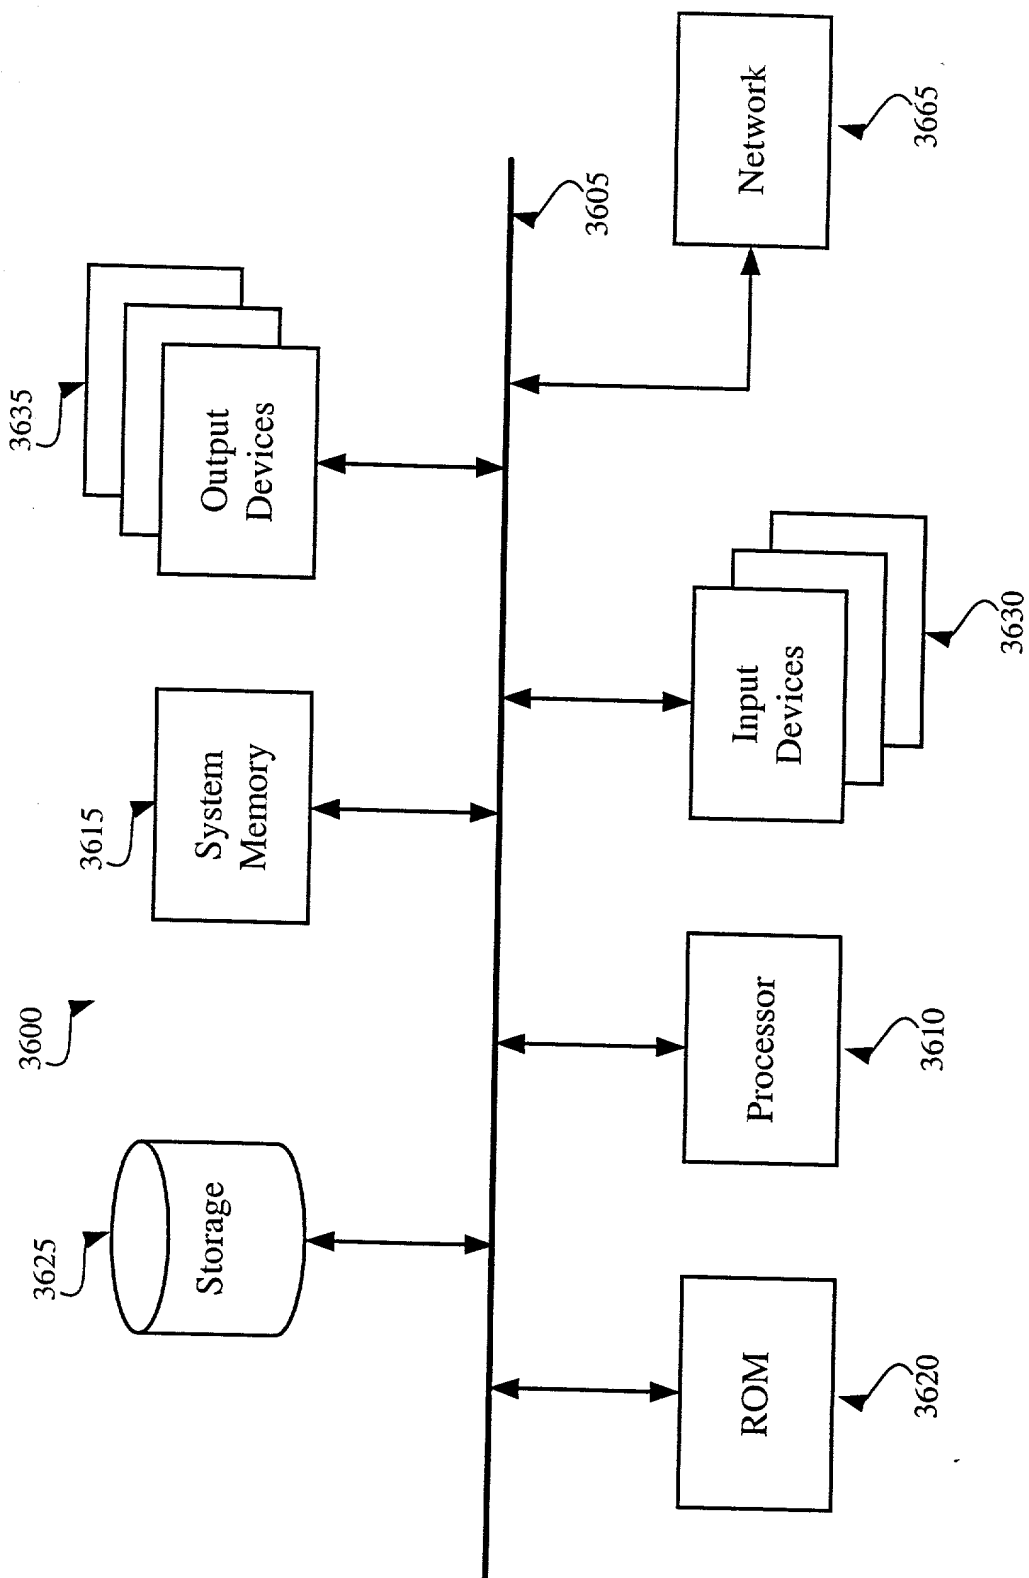 3600
3625
Storage
3615
System
Memory
3635
Output
Devices
3605
ROM
3620
Processor
3610
Input
Devices
3630
Network
3665